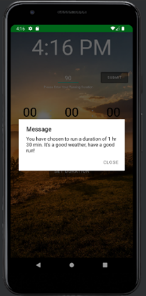 4:16
4:16 PM
00 00 00
Message
You have chosen to run a duration of 1 hr
30 min. It's a good weather, have a good
run!
CLOSE